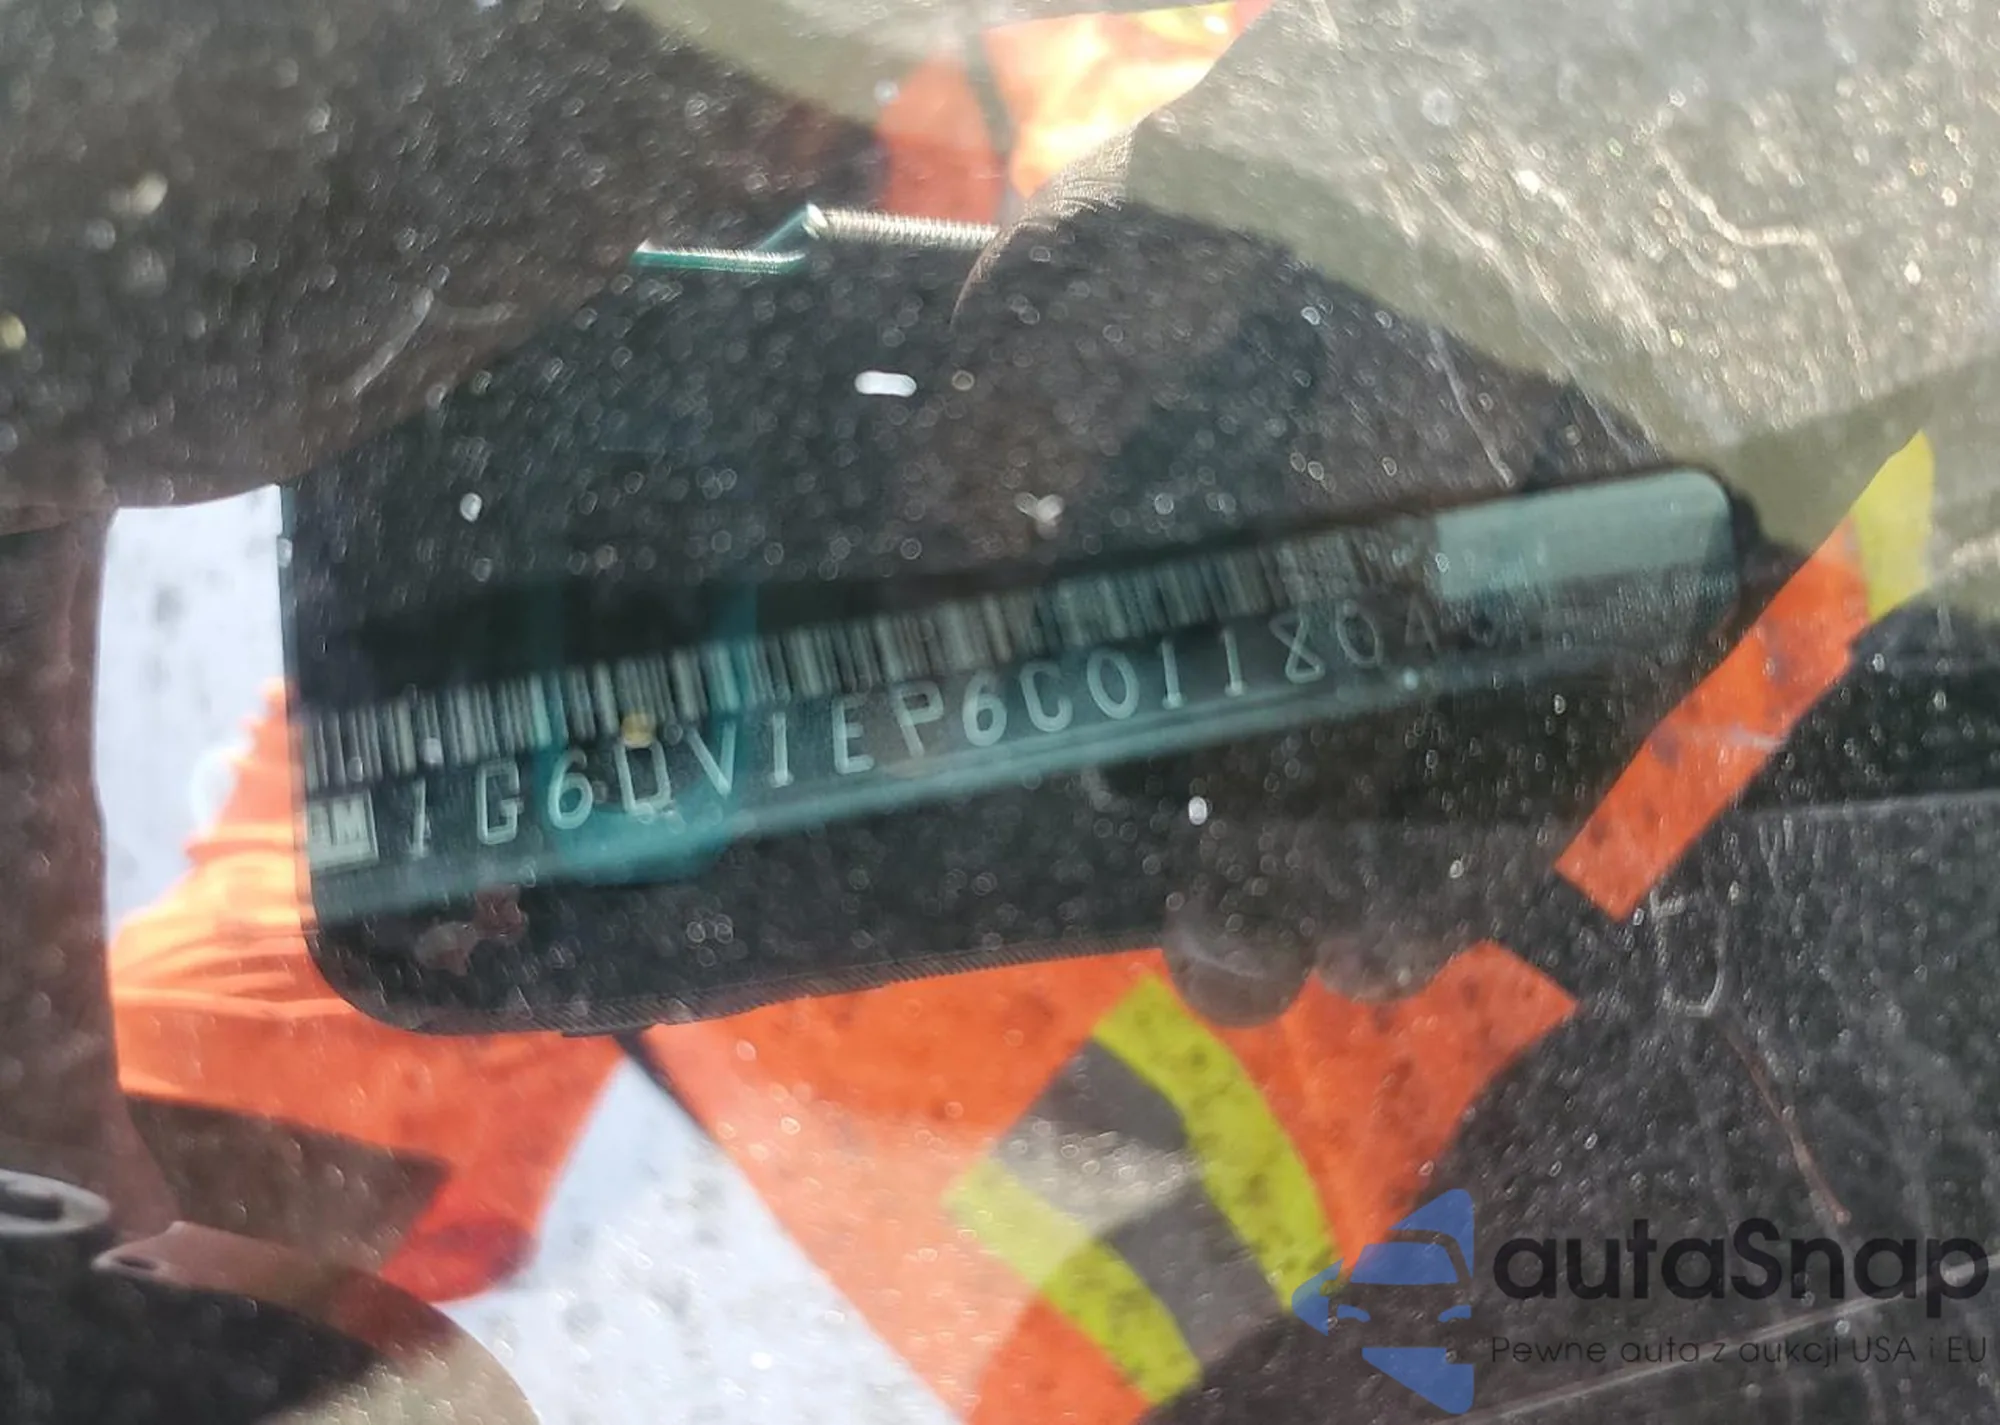 GM 1G6DV1EP6C0118043
autaSnap
Pewne auta z aukcji USA i EU